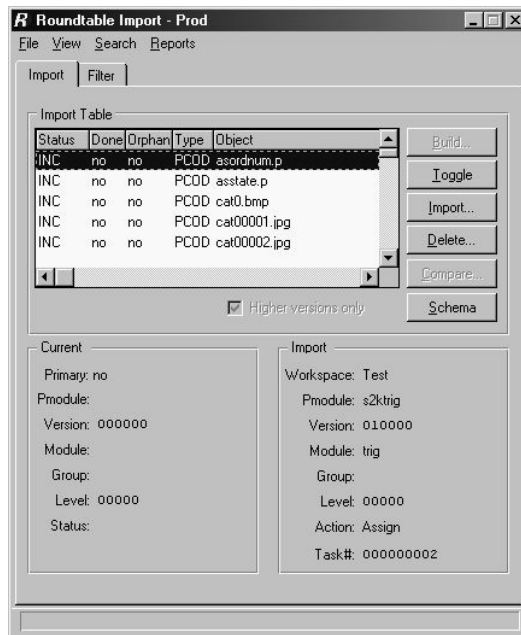 R Roundtable Import - Prod
File View Search Reports
Import Filter
Import Table
Status Done Orphan Type Object
INC no no PCOD asordnum.p
INC no no PCOD asstate.p
INC no no PCOD cat0.bmp
INC no no PCOD cat00001.jpg
INC no no PCOD cat00002.jpg
Build...
Toggle
Import...
Delete...
Compare...
Schema
Higher versions only
Current
Primary: no
Pmodule:
Version: 000000
Module:
Group:
Level: 00000
Status:
Import
Workspace: Test
Pmodule: s2ktrig
Version: 010000
Module: trig
Group:
Level: 00000
Action: Assign
Task#: 000000002